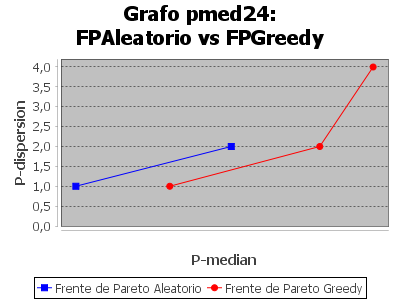 Grafo pmed24:
FPAleatorio vs FPGreedy
4,0
3,5
3,0
2,5
2,0
1,5
1,0
0,5
0,0
P-dispersion
P-median
Frente de Pareto Aleatorio Frente de Pareto Greedy